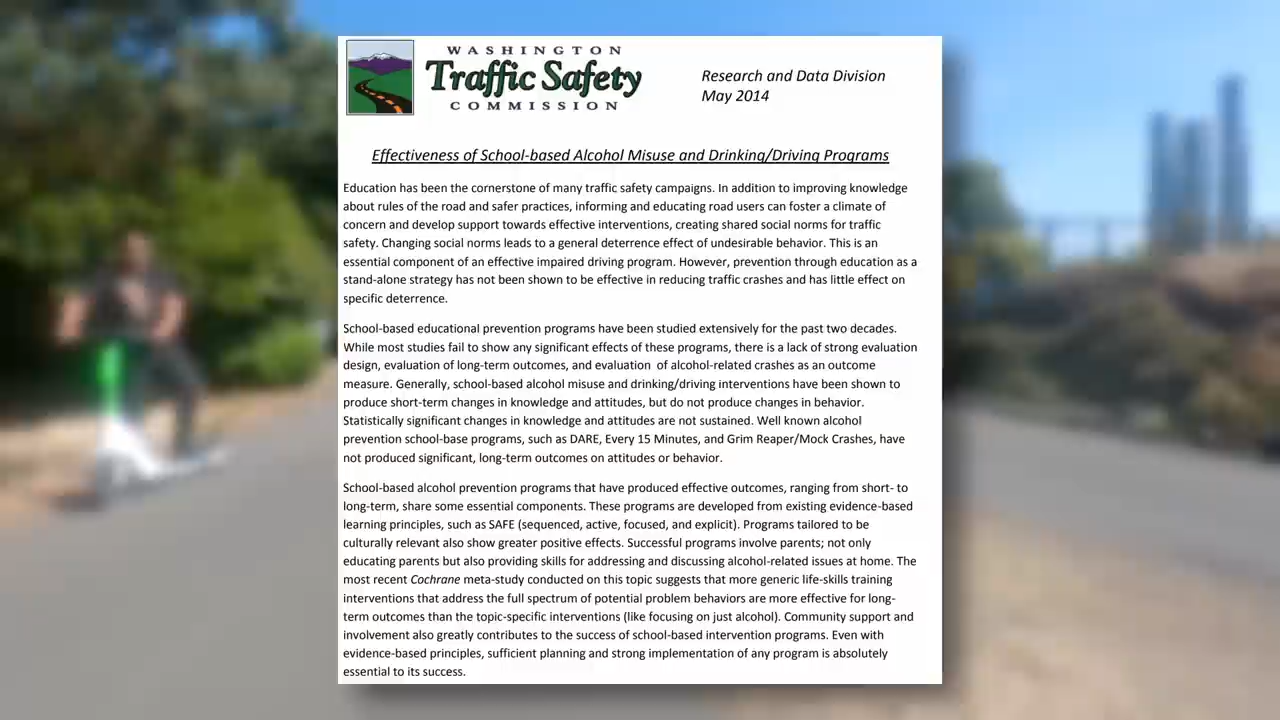 WASHINGTON
Traffic Safety
COMMISSION
Research and Data Division
May 2014
Effectiveness of School-based Alcohol Misuse and Drinking/Driving Programs
Education has been the cornerstone of many traffic safety campaigns. In addition to improving knowledge
about rules of the road and safer practices, informing and educating road users can foster a climate of
concern and develop support towards effective interventions, creating shared social norms for traffic
safety. Changing social norms leads to a general deterrence effect of undesirable behavior. This is an
essential component of an effective impaired driving program. However, prevention through education as a
stand-alone strategy has not been shown to be effective in reducing traffic crashes and has little effect on
specific deterrence.
School-based educational prevention programs have been studied extensively for the past two decades.
While most studies fail to show any significant effects of these programs, there is a lack of strong evaluation
design, evaluation of long-term outcomes, and evaluation of alcohol-related crashes as an outcome
measure. Generally, school-based alcohol misuse and drinking/driving interventions have been shown to
produce short-term changes in knowledge and attitudes, but do not produce changes in behavior.
Statistically significant changes in knowledge and attitudes are not sustained. Well known alcohol
prevention school-base programs, such as DARE, Every 15 Minutes, and Grim Reaper/Mock Crashes, have
not produced significant, long-term outcomes on attitudes or behavior.
School-based alcohol prevention programs that have produced effective outcomes, ranging from short- to
long-term, share some essential components. These programs are developed from existing evidence-based
learning principles, such as SAFE (sequenced, active, focused, and explicit). Programs tailored to be
culturally relevant also show greater positive effects. Successful programs involve parents; not only
educating parents but also providing skills for addressing and discussing alcohol-related issues at home. The
most recent Cochrane meta-study conducted on this topic suggests that more generic life-skills training
interventions that address the full spectrum of potential problem behaviors are more effective for long-
term outcomes than the topic-specific interventions (like focusing on just alcohol). Community support and
involvement also greatly contributes to the success of school-based intervention programs. Even with
evidence-based principles, sufficient planning and strong implementation of any program is absolutely
essential to its success.